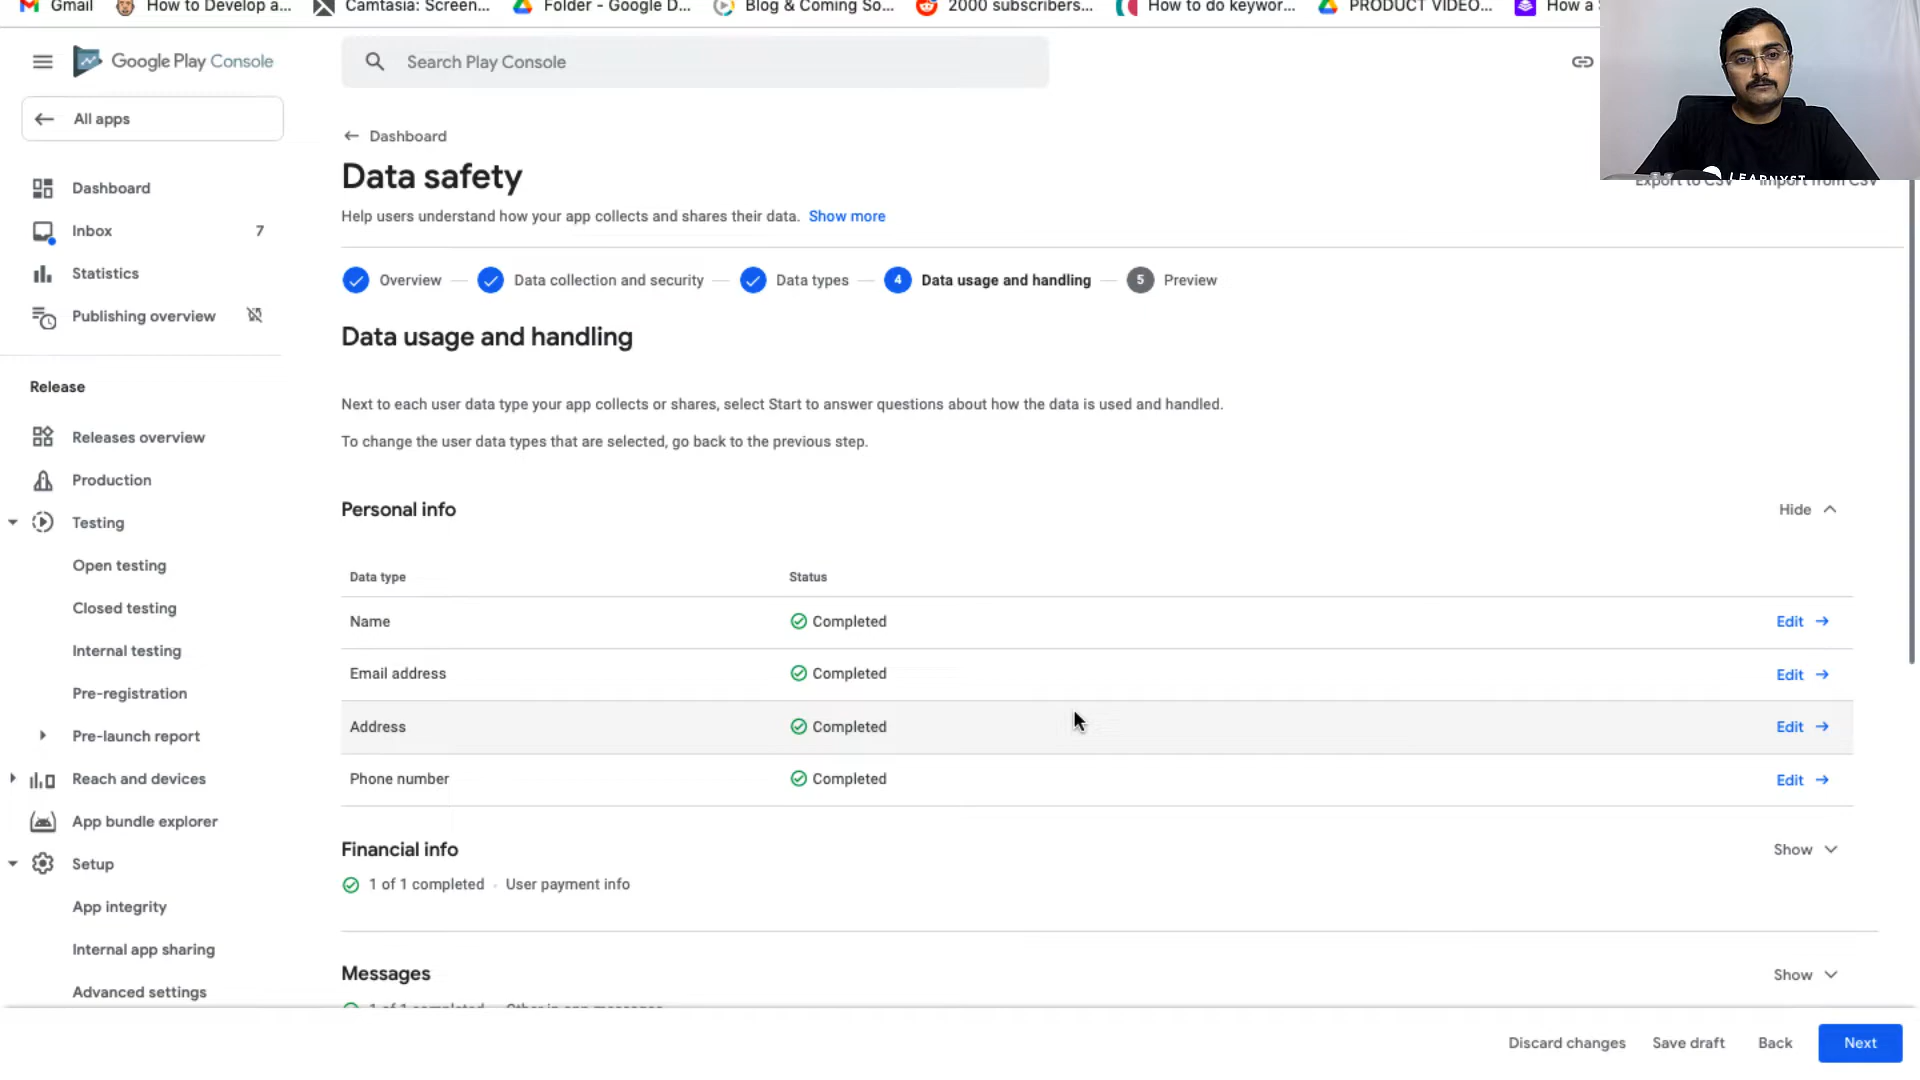 Gmail
How to Develop a...
Camtasia: Screen...
Folder - Google D...
Blog & Coming So...
2000 subscribers...
How to do keywor...
PRODUCT VIDEO...
How a
Google Play Console
Search Play Console
All apps
Dashboard
Inbox 7
Statistics
Publishing overview
Release
Releases overview
Production
Testing
Open testing
Closed testing
Internal testing
Pre-registration
Pre-launch report
Reach and devices
App bundle explorer
Setup
App integrity
Internal app sharing
Advanced settings
Dashboard
Data safety
Export to CSV Import from CSV
LEARNYST
Help users understand how your app collects and shares their data. Show more
Overview — Data collection and security — Data types — 4 Data usage and handling — 5 Preview
Data usage and handling
Next to each user data type your app collects or shares, select Start to answer questions about how the data is used and handled.
To change the user data types that are selected, go back to the previous step.
Personal info Hide
Data type Status
Name Completed Edit
Email address Completed Edit
Address Completed Edit
Phone number Completed Edit
Financial info Show
1 of 1 completed · User payment info
Messages Show
1 of 1 completed Other in app messages
Discard changes Save draft Back Next